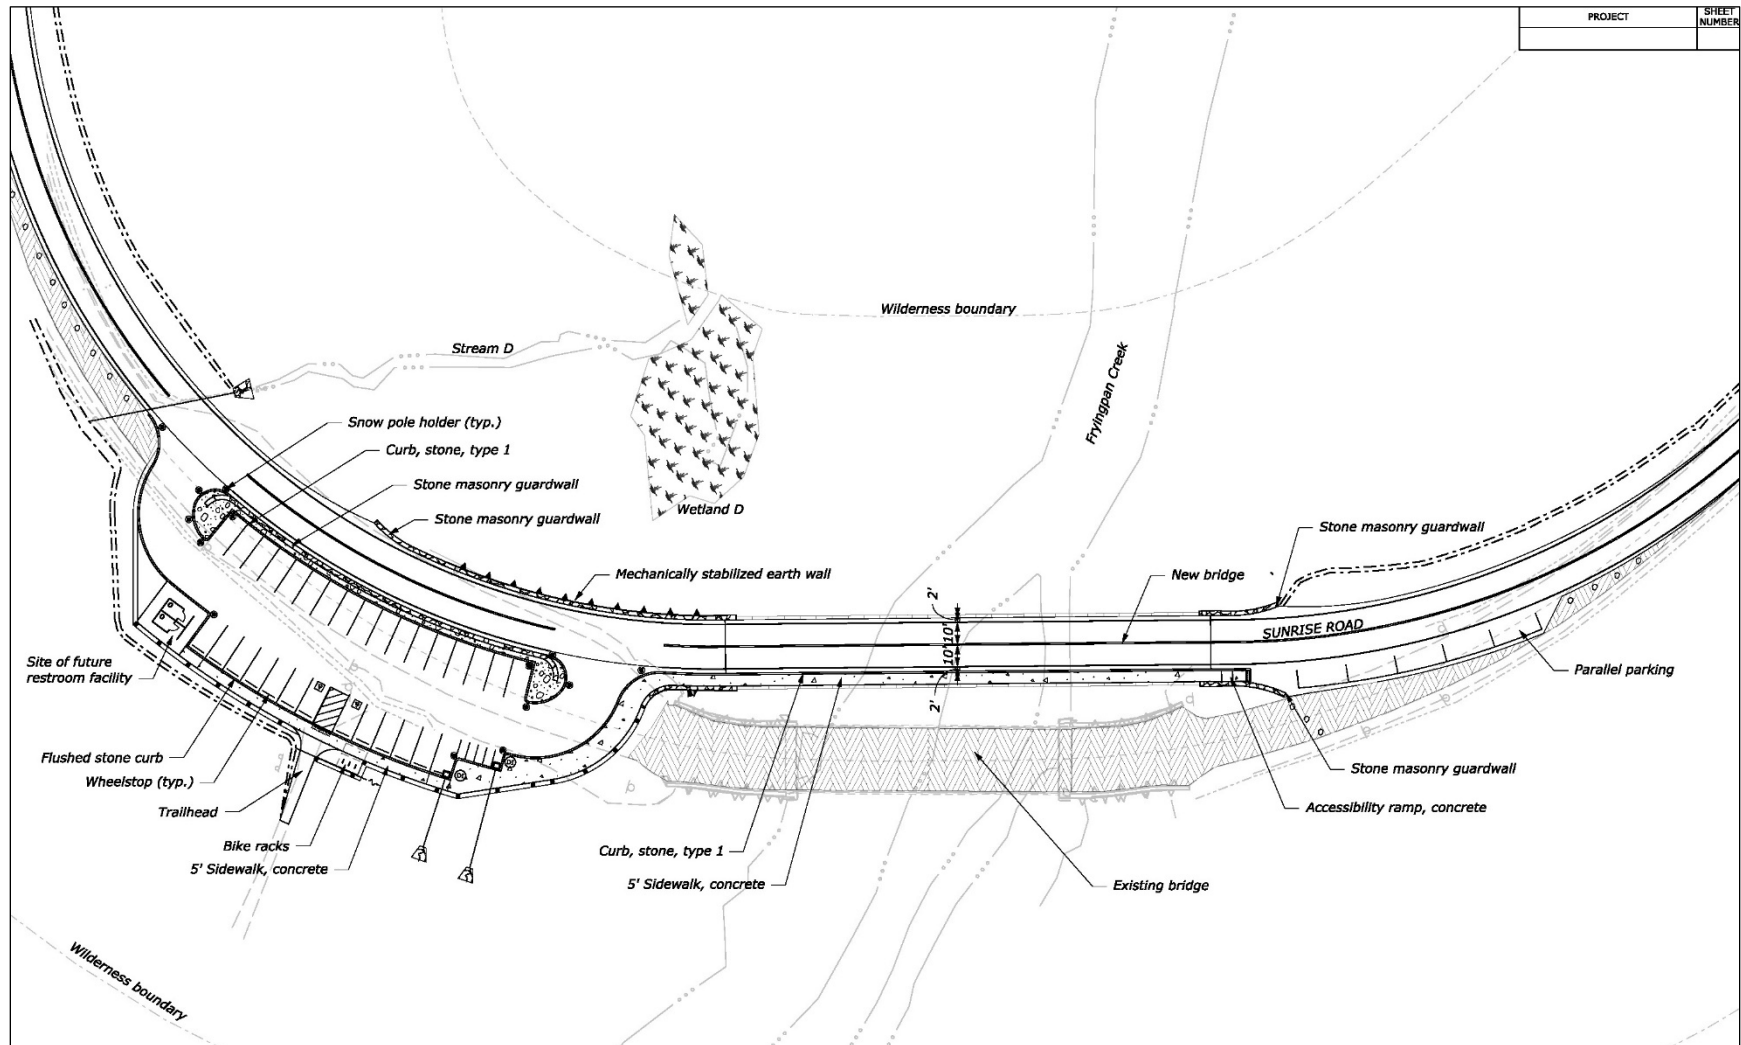 PROJECT
SHEET
NUMBER
Wilderness boundary
Stream D
Fryingpan Creek
Snow pole holder (typ.)
Curb, stone, type 1
Stone masonry guardwall
Stone masonry guardwall
Wetland D
Stone masonry guardwall
Mechanically stabilized earth wall
New bridge
2'
10'
10'
2'
SUNRISE ROAD
Site of future
restroom facility
Parallel parking
Flushed stone curb
Wheelstop (typ.)
Trailhead
Bike racks
5' Sidewalk, concrete
Stone masonry guardwall
Accessibility ramp, concrete
Curb, stone, type 1
5' Sidewalk, concrete
Existing bridge
Wilderness boundary